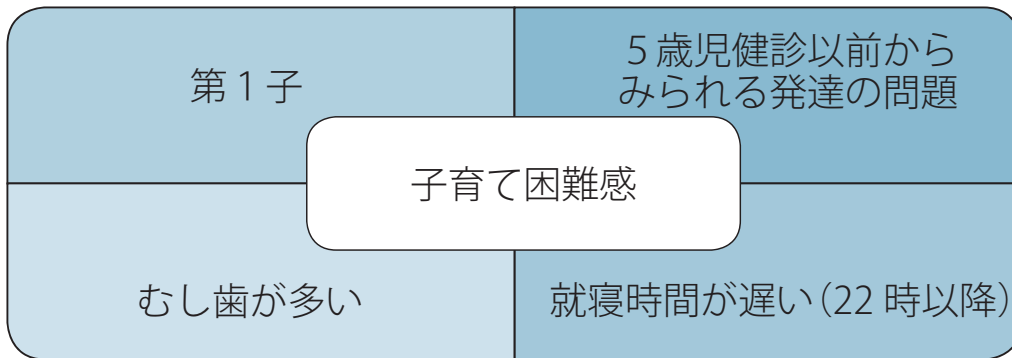 第1子
5歳児健診以前から
みられる発達の問題
子育て困難感
むし歯が多い
就寝時間が遅い(22時以降)